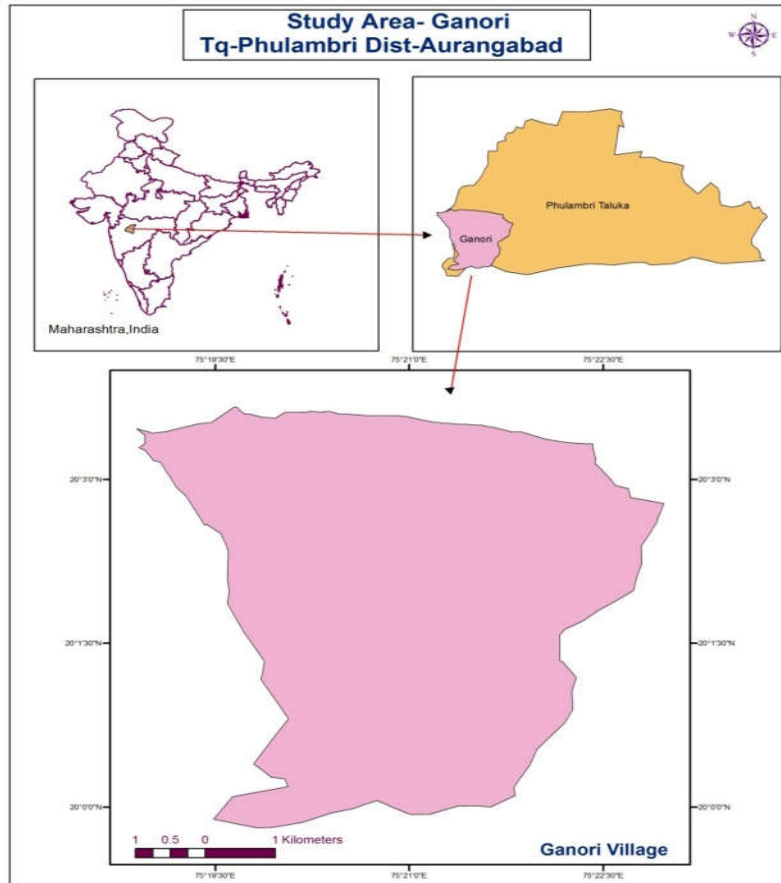 Study Area- Ganori
Tq-Phulambri Dist-Aurangabad
N
W E
S
Phulambri Taluka
Ganori
Maharashtra,India
75°19'30"E 75°21'0"E 75°22'30"E
20°3'0"N 20°3'0"N
20°1'30"N 20°1'30"N
20°0'0"N 20°0'0"N
1 0.5 0 1 Kilometers
Ganori Village
75°19'30"E 75°21'0"E 75°22'30"E